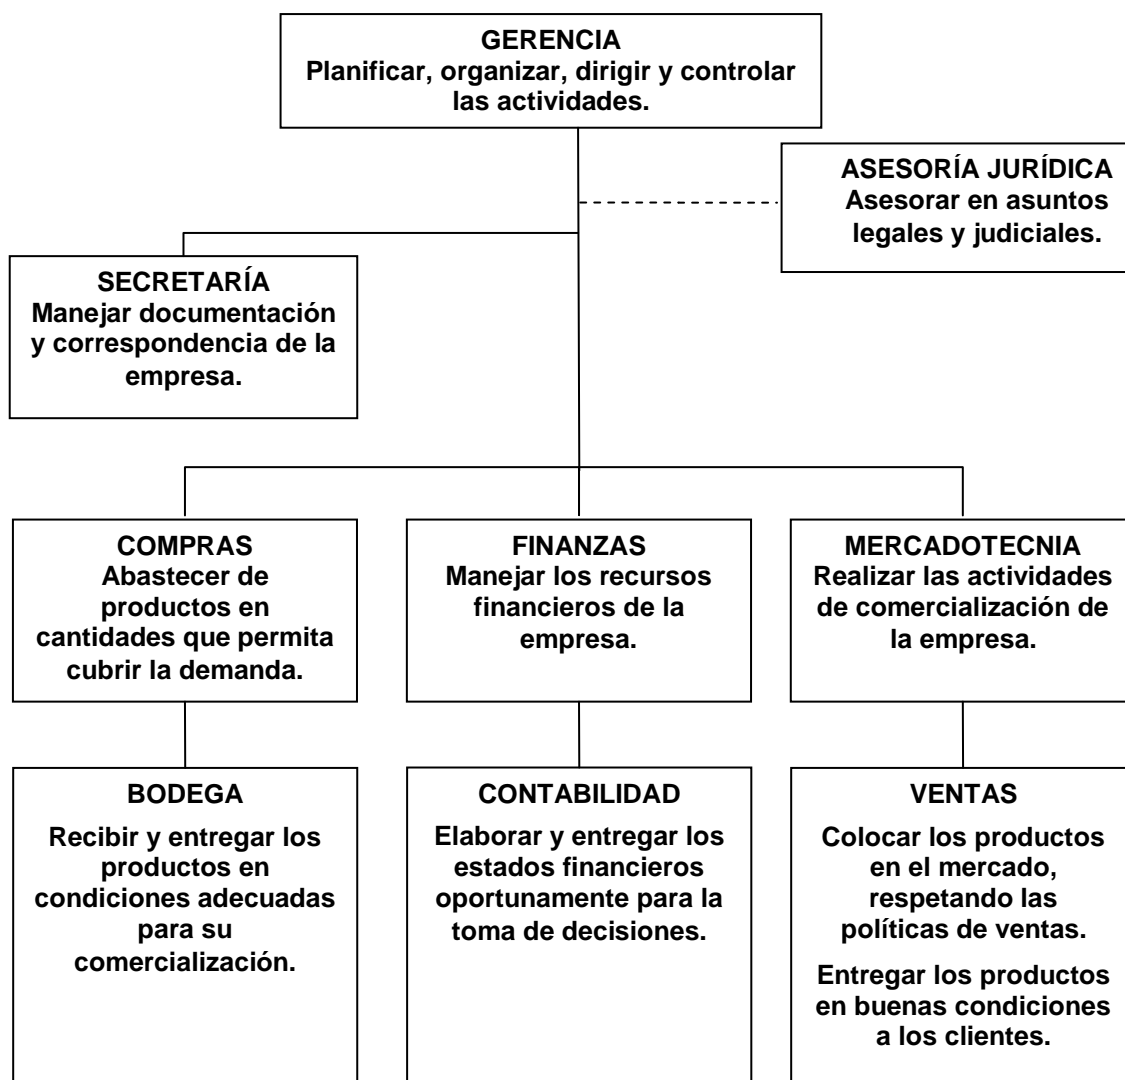 GERENCIA
Planificar, organizar, dirigir y controlar
las actividades.
ASESORÍA JURÍDICA
Asesorar en asuntos
legales y judiciales.
SECRETARÍA
Manejar documentación
y correspondencia de la
empresa.
COMPRAS
Abastecer de
productos en
cantidades que permita
cubrir la demanda.
FINANZAS
Manejar los recursos
financieros de la
empresa.
MERCADOTECNIA
Realizar las actividades
de comercialización de
la empresa.
BODEGA
Recibir y entregar los
productos en
condiciones adecuadas
para su
comercialización.
CONTABILIDAD
Elaborar y entregar los
estados financieros
oportunamente para la
toma de decisiones.
VENTAS
Colocar los productos
en el mercado,
respetando las
políticas de ventas.
Entregar los productos
en buenas condiciones
a los clientes.